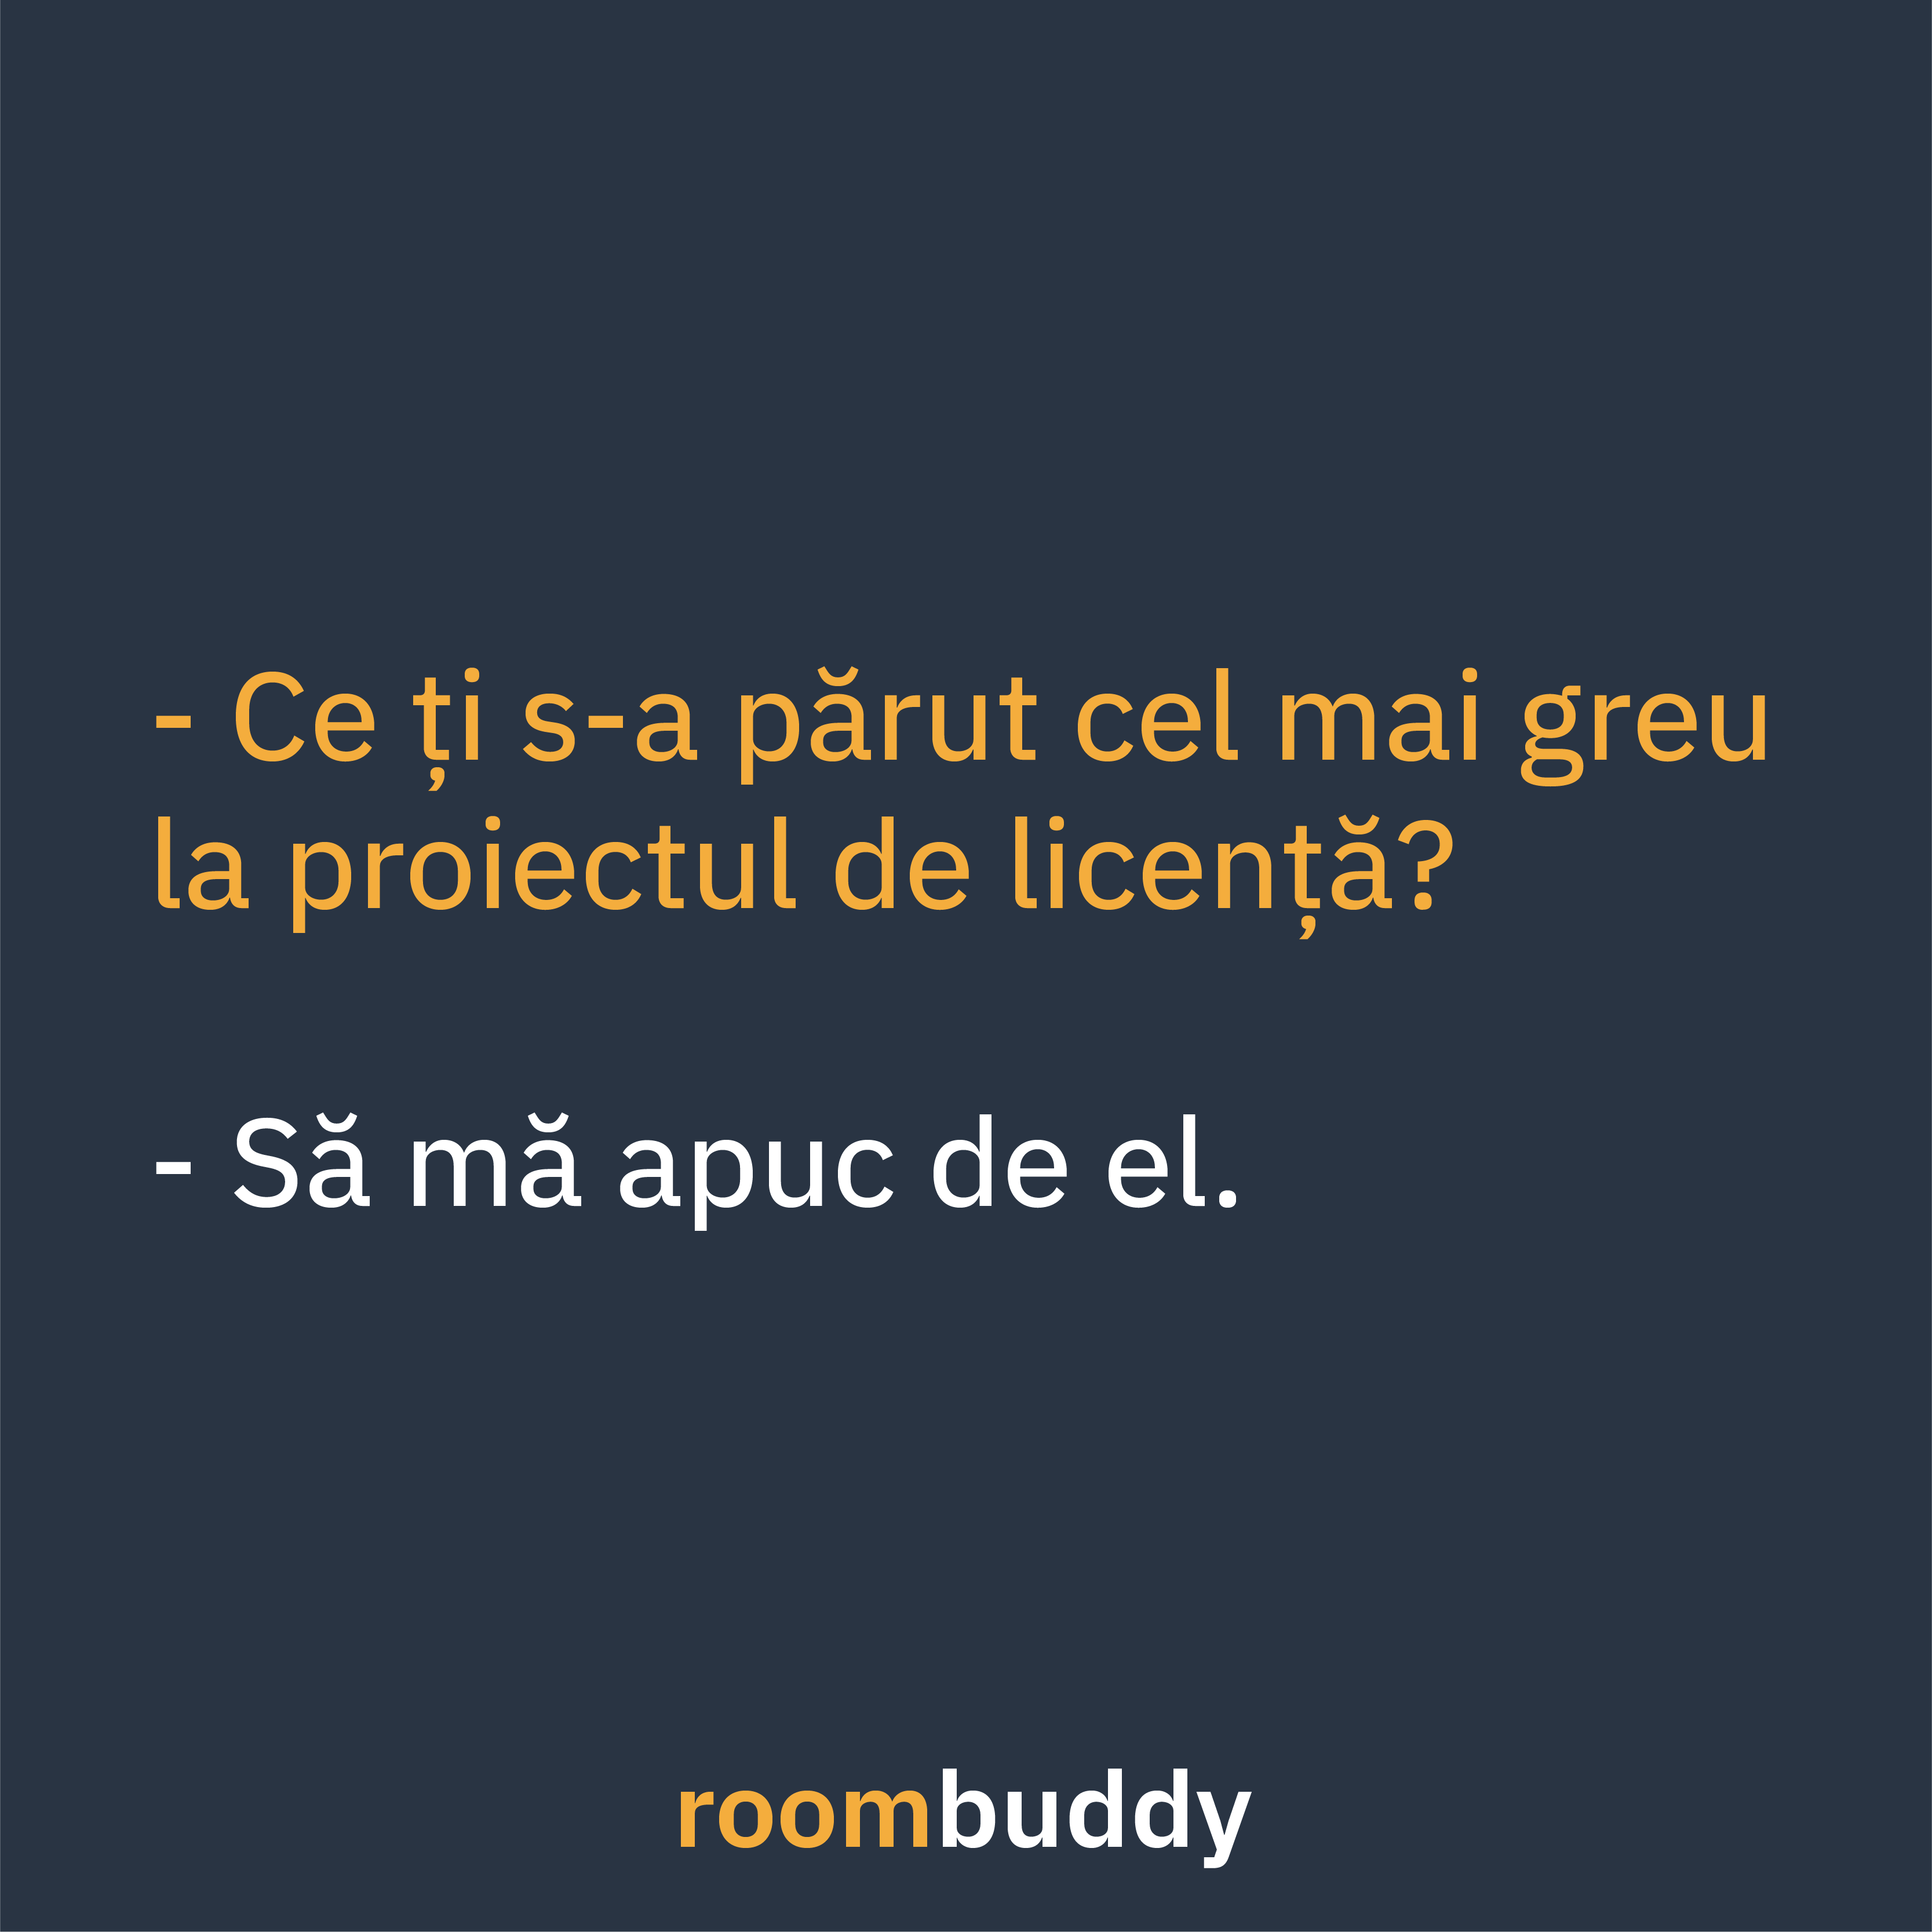 - Ce ți s-a părut cel mai greu
la proiectul de licență?
- Să mă apuc de el.
roombuddy